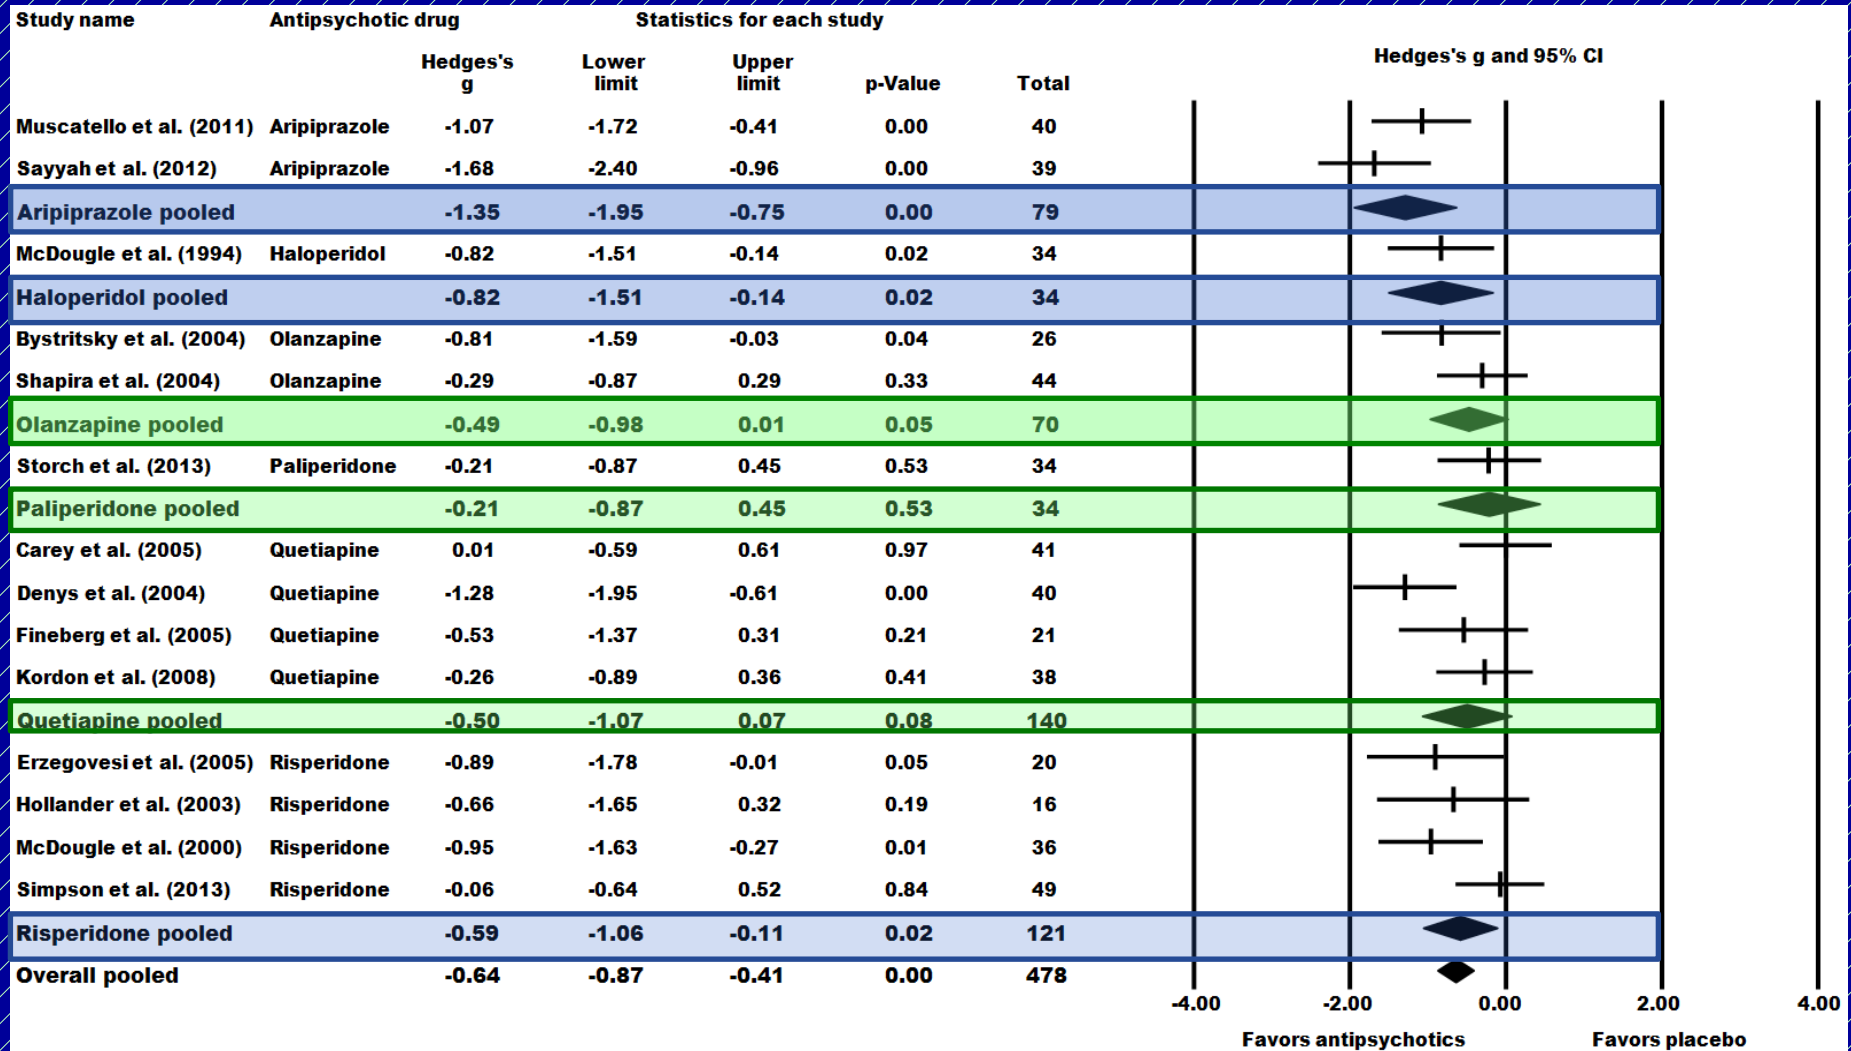 Study name Antipsychotic drug Statistics for each study
Hedges's g Lower limit Upper limit p-Value Total Hedges's g and 95% CI
Muscatello et al. (2011) Aripiprazole -1.07 -1.72 -0.41 0.00 40
Sayyah et al. (2012) Aripiprazole -1.68 -2.40 -0.96 0.00 39
Aripiprazole pooled -1.35 -1.95 -0.75 0.00 79
McDougle et al. (1994) Haloperidol -0.82 -1.51 -0.14 0.02 34
Haloperidol pooled -0.82 -1.51 -0.14 0.02 34
Bystritsky et al. (2004) Olanzapine -0.81 -1.59 -0.03 0.04 26
Shapira et al. (2004) Olanzapine -0.29 -0.87 0.29 0.33 44
Olanzapine pooled -0.49 -0.98 0.01 0.05 70
Storch et al. (2013) Paliperidone -0.21 -0.87 0.45 0.53 34
Paliperidone pooled -0.21 -0.87 0.45 0.53 34
Carey et al. (2005) Quetiapine 0.01 -0.59 0.61 0.97 41
Denys et al. (2004) Quetiapine -1.28 -1.95 -0.61 0.00 40
Fineberg et al. (2005) Quetiapine -0.53 -1.37 0.31 0.21 21
Kordon et al. (2008) Quetiapine -0.26 -0.89 0.36 0.41 38
Quetiapine pooled -0.50 -1.07 0.07 0.08 140
Erzegovesi et al. (2005) Risperidone -0.89 -1.78 -0.01 0.05 20
Hollander et al. (2003) Risperidone -0.66 -1.65 0.32 0.19 16
McDougle et al. (2000) Risperidone -0.95 -1.63 -0.27 0.01 36
Simpson et al. (2013) Risperidone -0.06 -0.64 0.52 0.84 49
Risperidone pooled -0.59 -1.06 -0.11 0.02 121
Overall pooled -0.64 -0.87 -0.41 0.00 478
-4.00 -2.00 0.00 2.00 4.00
Favors antipsychotics Favors placebo